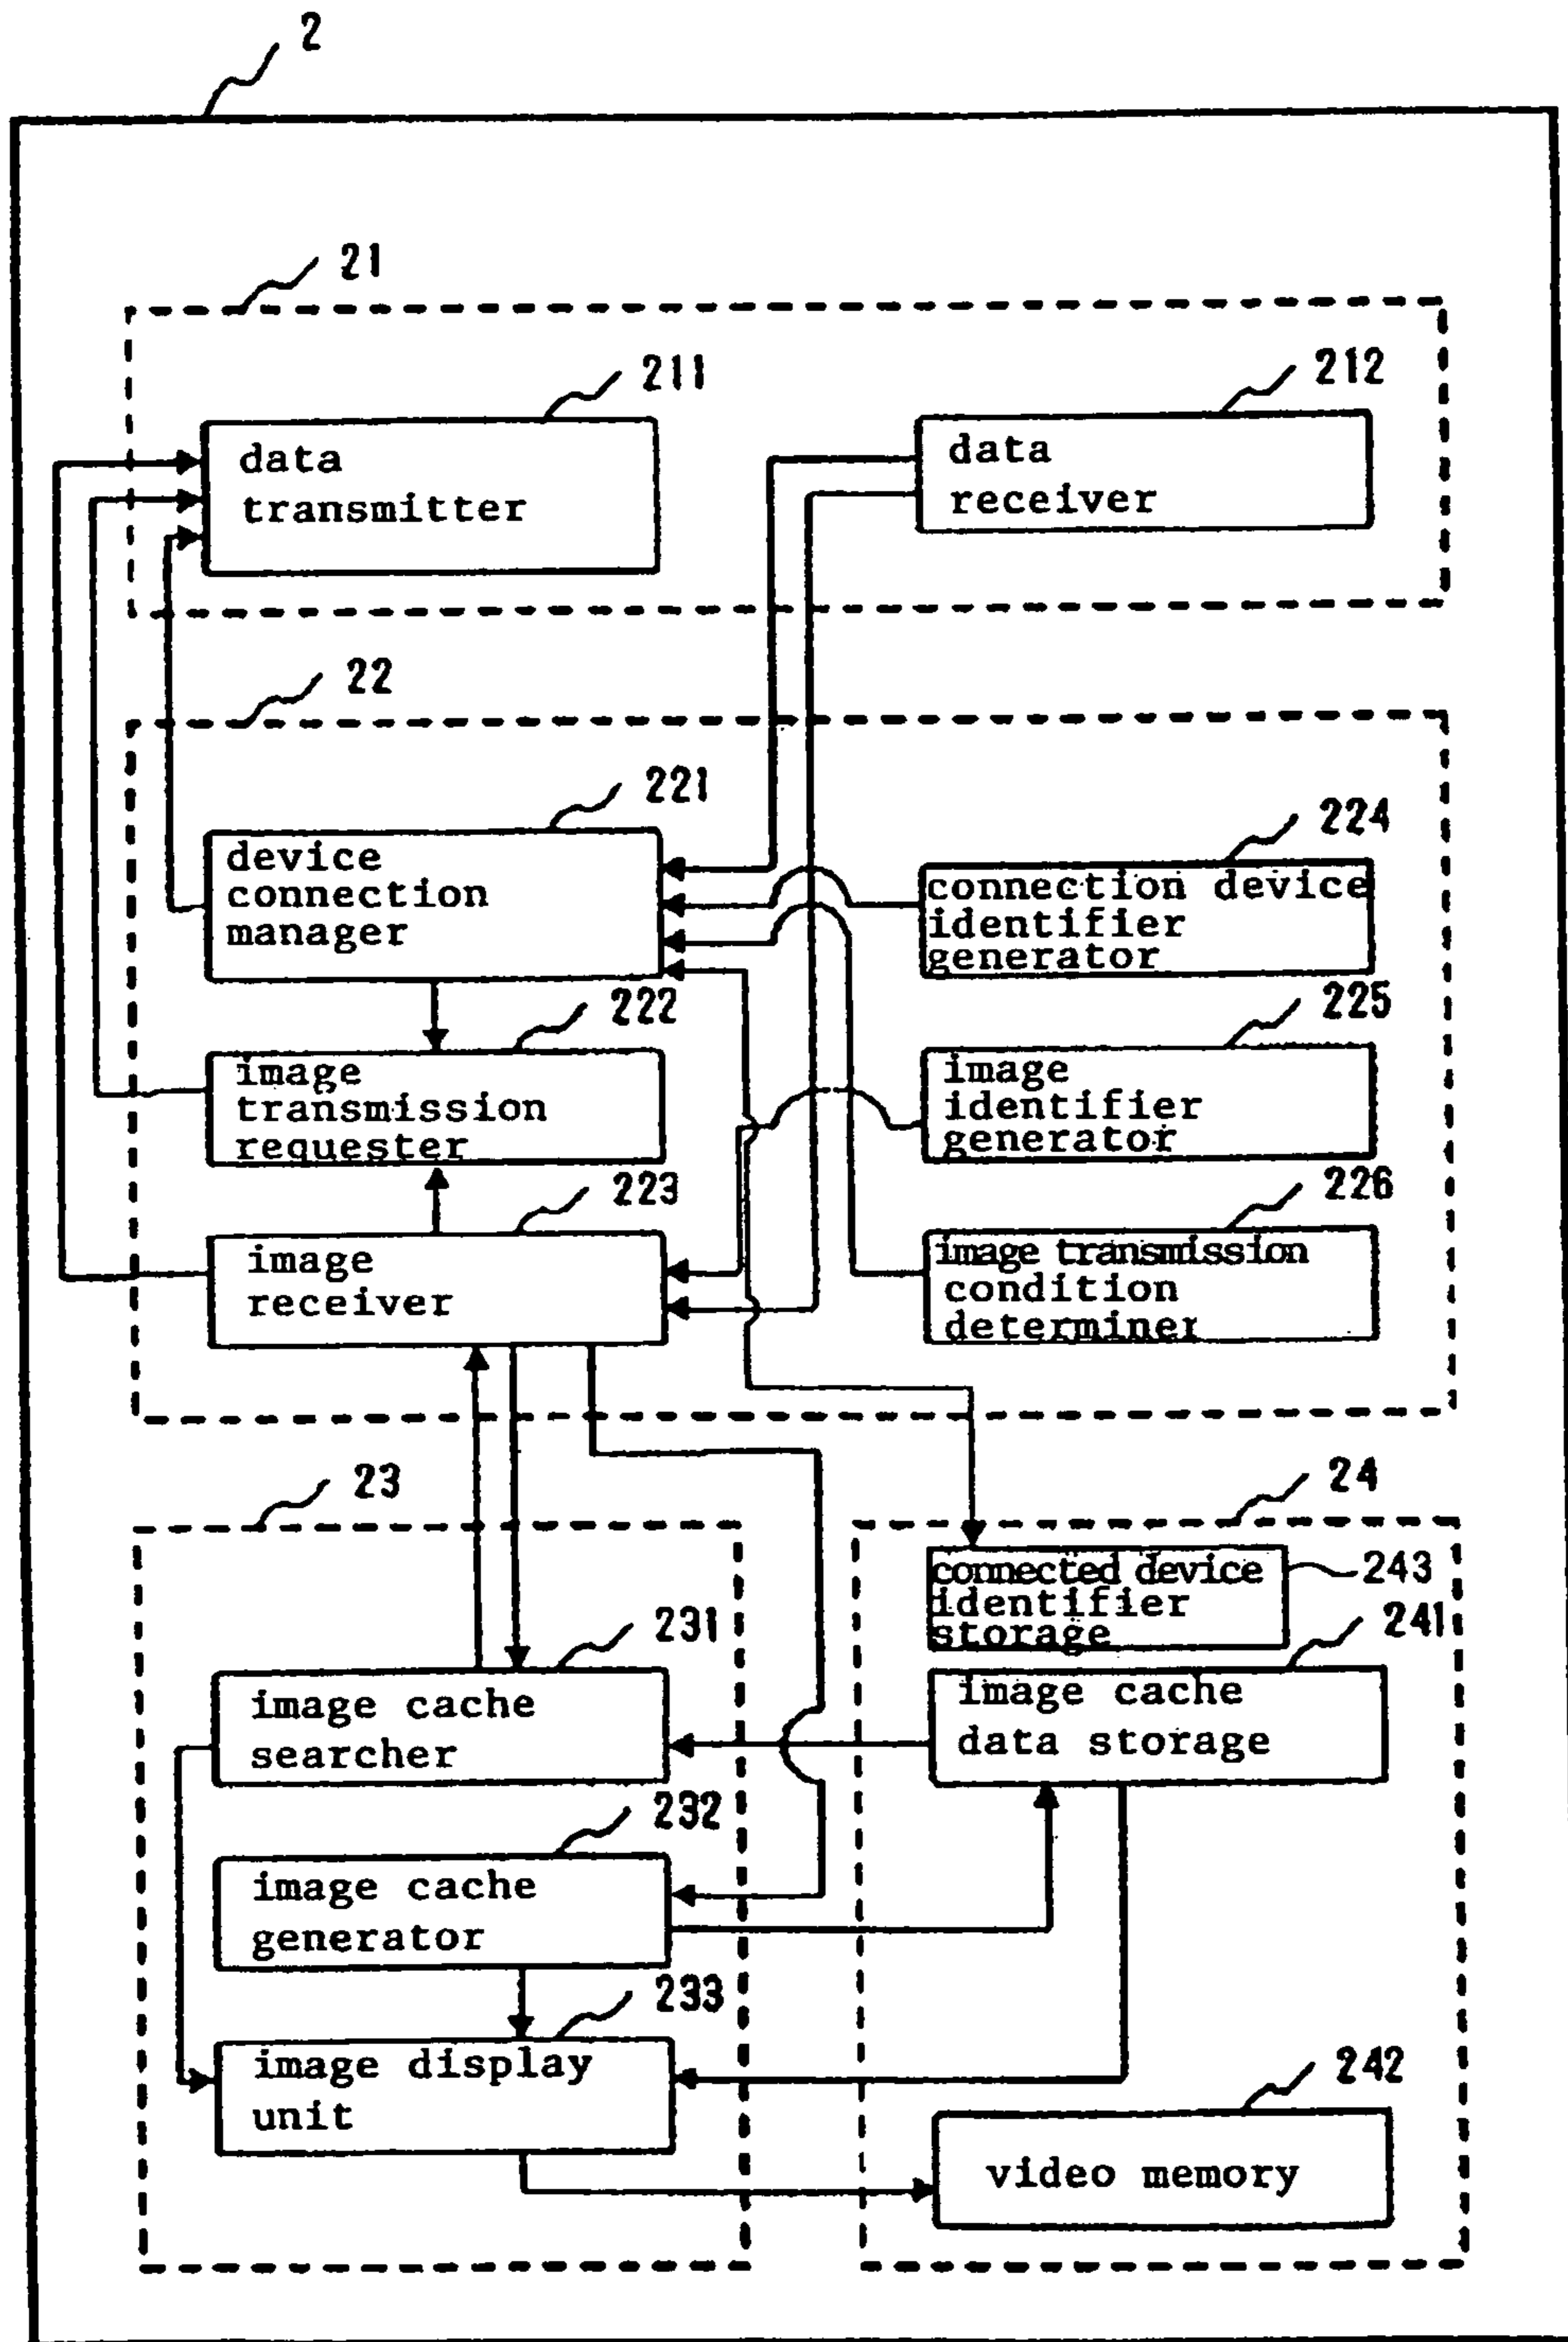 2
21
211
data
transmitter
212
data
receiver
22
221
device
connection
manager
224
connection device
identifier
generator
222
image
transmission
requester
225
image
identifier
generator
223
image
receiver
226
image transmission
condition
determiner
23
24
connected device
identifier
storage
243
231
image cache
searcher
241
image cache
data storage
232
image cache
generator
233
image display
unit
242
video memory